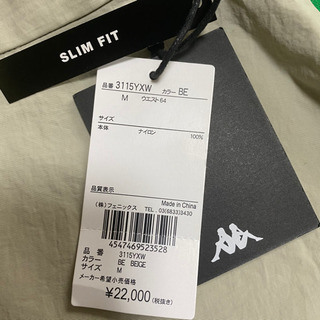 SLIM FIT
品番 3115YXW カラー BE
M ウエスト64
サイズ
本体 ナイロン 100%
品質表示
Made in China
(株)フェニックス TEL. 03(6833)8430
4547469523528
品番 3115YXW
カラー BE BEIGE
サイズ M
メーカー希望小売価格
¥22,000 (税抜き)